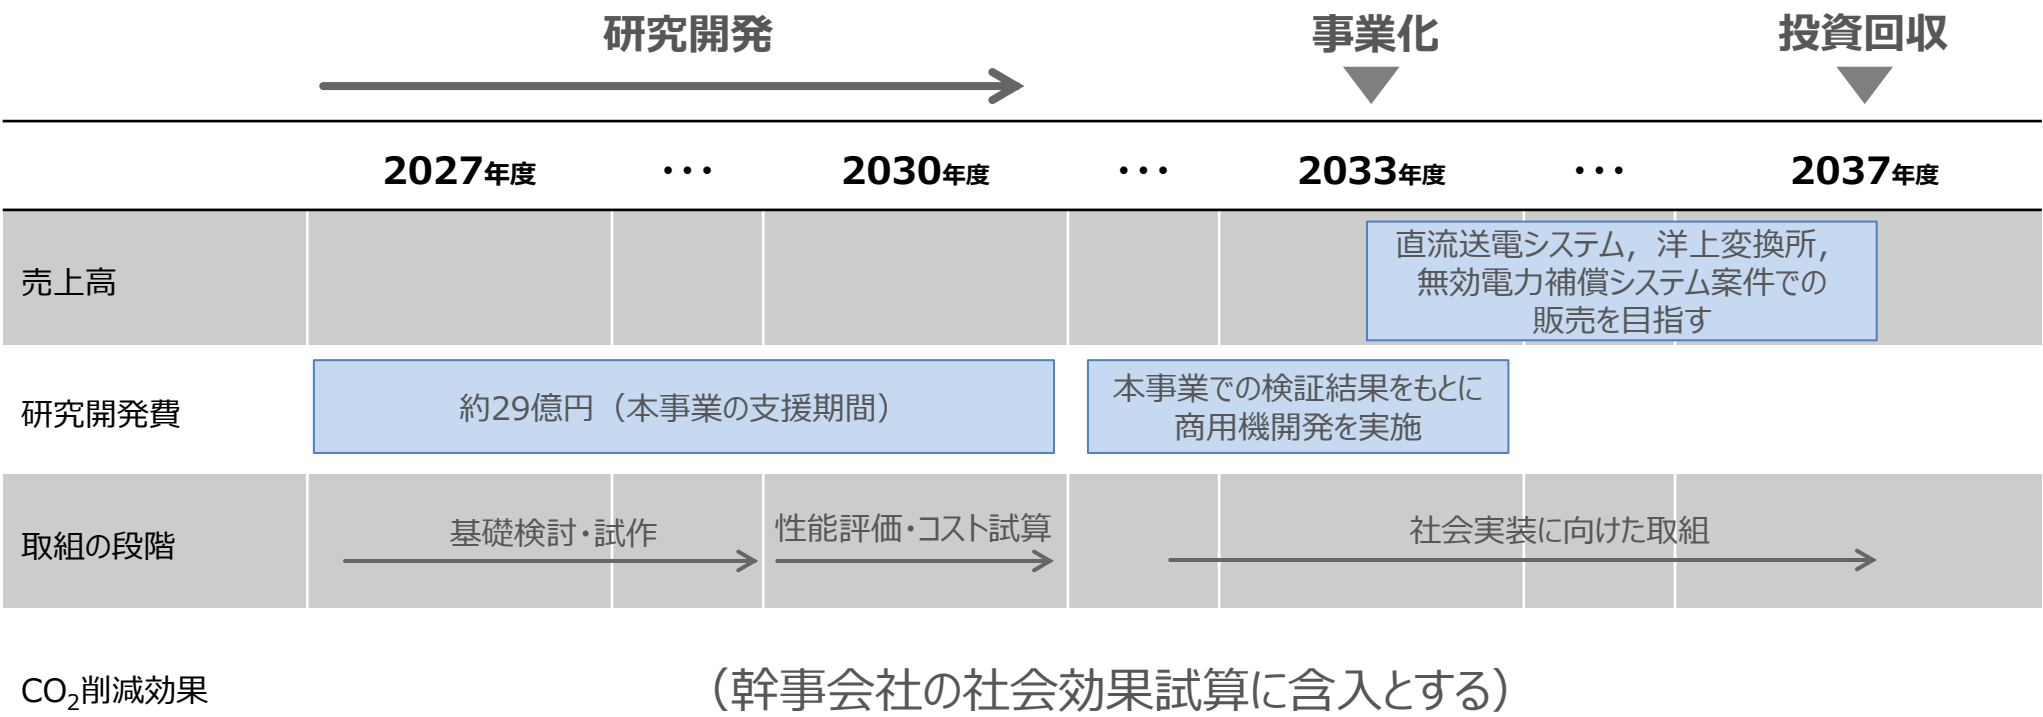 研究開発
事業化
投資回収
2027年度
・・・
2030年度
・・・
2033年度
・・・
2037年度
売上高
直流送電システム，洋上変換所，
無効電力補償システム案件での
販売を目指す
研究開発費
約29億円（本事業の支援期間）
本事業での検証結果をもとに
商用機開発を実施
取組の段階
基礎検討・試作
性能評価・コスト試算
社会実装に向けた取組
CO₂削減効果
（幹事会社の社会効果試算に含入とする）